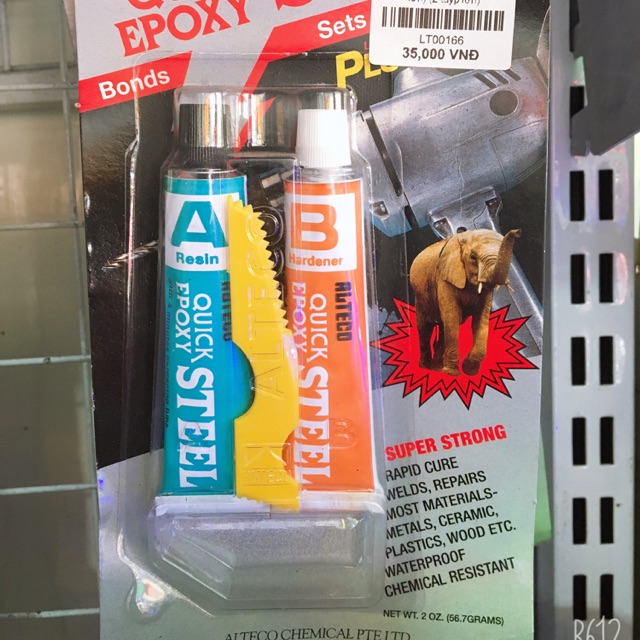 EPOXY
Bonds
Sets
LT00166
35,000 VNĐ
A
Resin
QUICK
EPOXY
STEEL
ALTECO
B
Hardener
ALTECO
QUICK
EPOXY
STEEL
ALTECO
SUPER STRONG
RAPID CURE
WELDS, REPAIRS
MOST MATERIALS-
METALS, CERAMIC,
PLASTICS, WOOD ETC.
WATERPROOF
CHEMICAL RESISTANT
NET WT. 2 OZ. (56.7GRAMS)
ALTECO CHEMICAL PTE LTD
R612